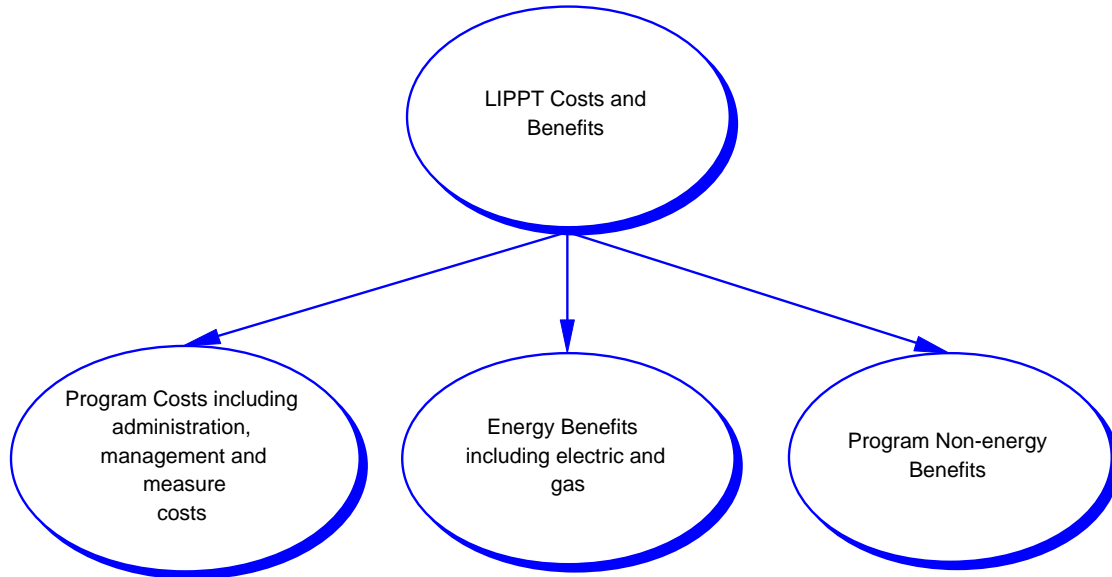 LIPPT Costs and
Benefits
Program Costs including
administration,
management and
measure
costs
Energy Benefits
including electric and
gas
Program Non-energy
Benefits